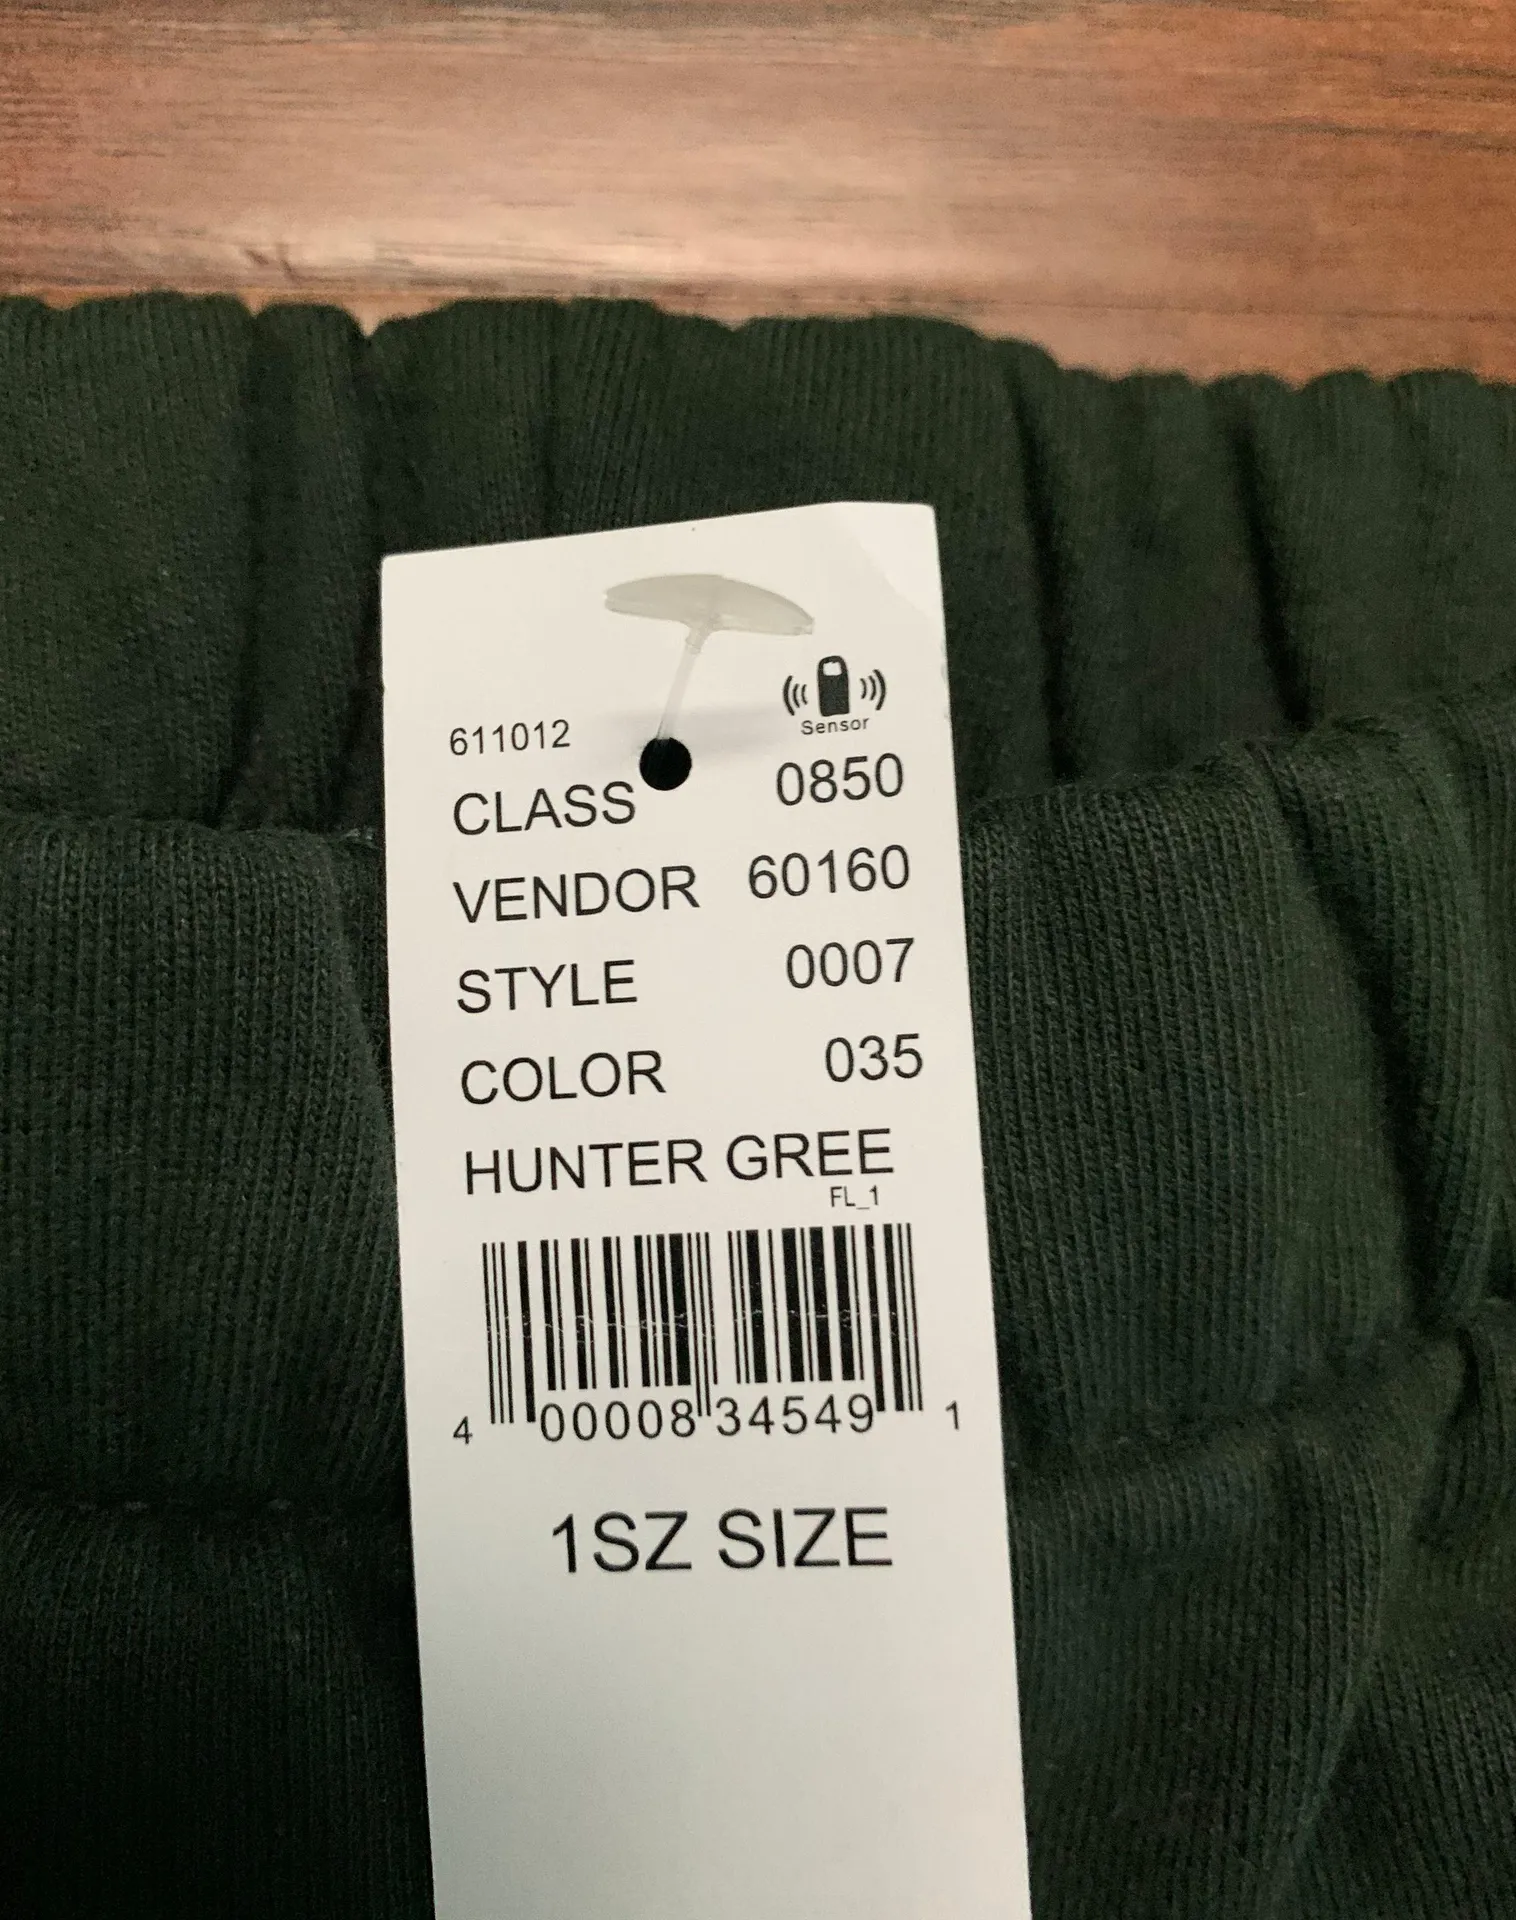 Sensor
611012
CLASS 0850
VENDOR 60160
STYLE 0007
COLOR 035
HUNTER GREE
FL_1
4 00008 34549 1
1SZ SIZE